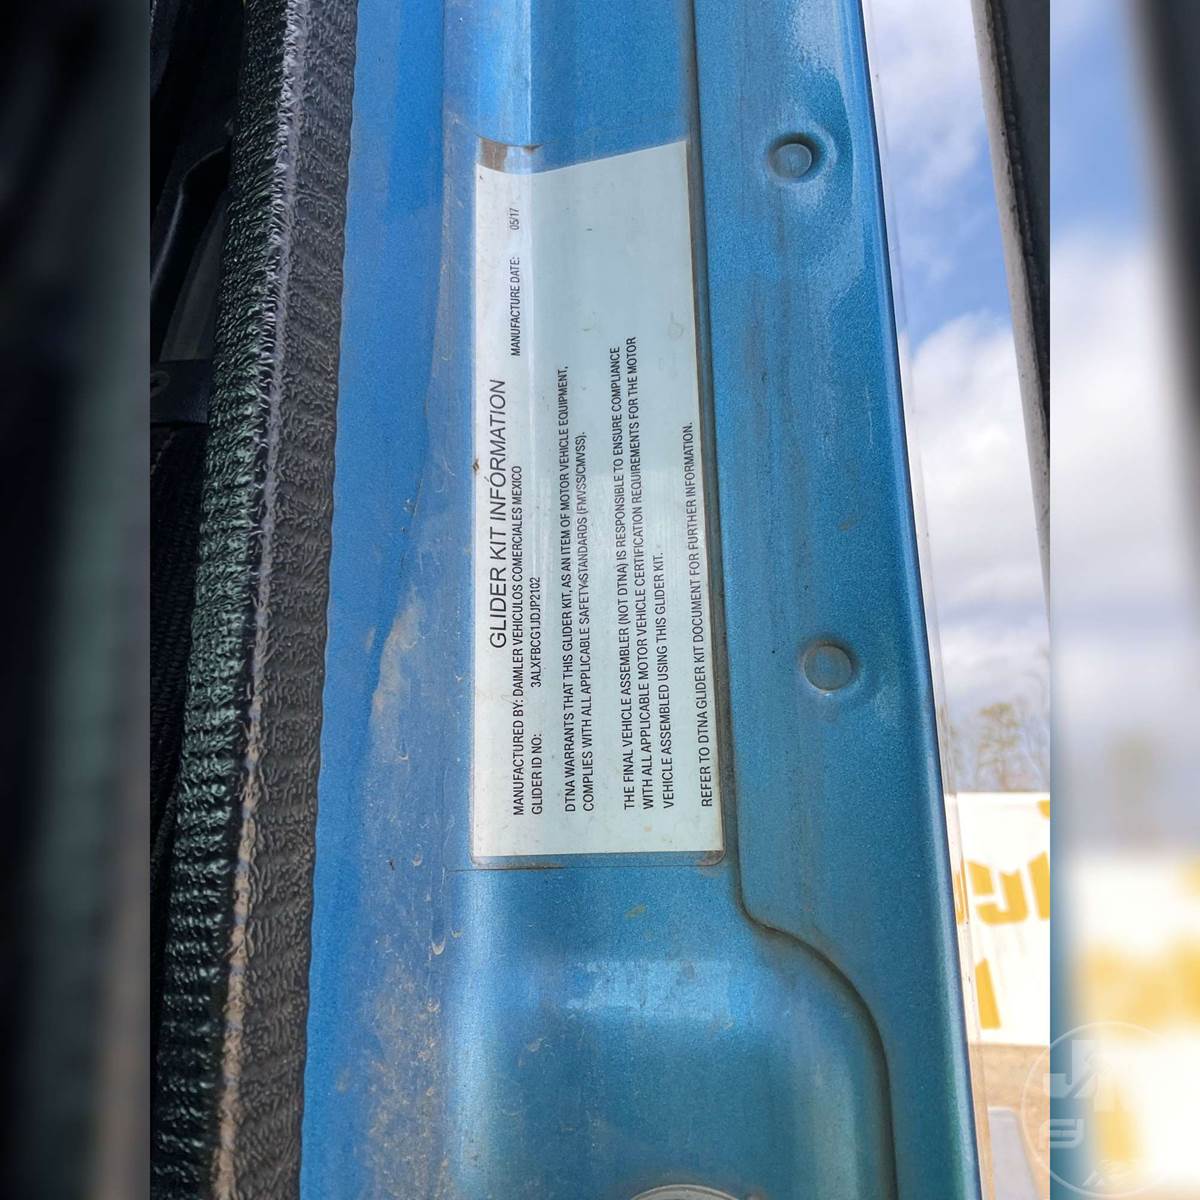 GLIDER KIT INFORMATION
MANUFACTURED BY: DAIMLER VEHICULOS COMERCIALES MEXICO MANUFACTURE DATE: 05/17
GLIDER ID NO: 3ALXFBCG1JDJP2102
DTNA WARRANTS THAT THIS GLIDER KIT, AS AN ITEM OF MOTOR VEHICLE EQUIPMENT,
COMPLIES WITH ALL APPLICABLE SAFETY STANDARDS (FMVSS/CMVSS).
THE FINAL VEHICLE ASSEMBLER (NOT DTNA) IS RESPONSIBLE TO ENSURE COMPLIANCE
WITH ALL APPLICABLE MOTOR VEHICLE CERTIFICATION REQUIREMENTS FOR THE MOTOR
VEHICLE ASSEMBLED USING THIS GLIDER KIT.
REFER TO DTNA GLIDER KIT DOCUMENT FOR FURTHER INFORMATION.